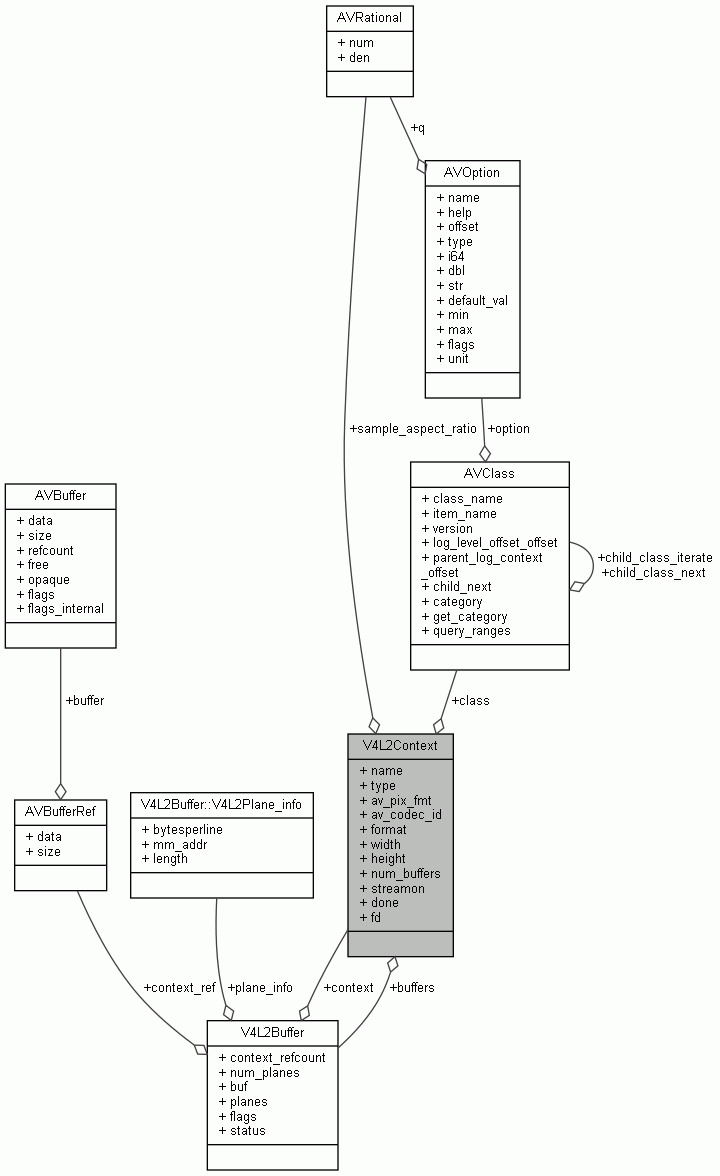 AVRational
+ num
+ den
+q
AVOption
+ name
+ help
+ offset
+ type
+ i64
+ dbl
+ str
+ default_val
+ min
+ max
+ flags
+ unit
+sample_aspect_ratio
+option
AVClass
+ class_name
+ item_name
+ version
+ log_level_offset_offset
+ parent_log_context
_offset
+ child_next
+ category
+ get_category
+ query_ranges
+child_class_iterate
+child_class_next
AVBuffer
+ data
+ size
+ refcount
+ free
+ opaque
+ flags
+ flags_internal
+buffer
+class
V4L2Context
+ name
+ type
+ av_pix_fmt
+ av_codec_id
+ format
+ width
+ height
+ num_buffers
+ streamon
+ done
+ fd
AVBufferRef
+ data
+ size
V4L2Buffer::V4L2Plane_info
+ bytesperline
+ mm_addr
+ length
+context_ref
+plane_info
+context
+buffers
V4L2Buffer
+ context_refcount
+ num_planes
+ buf
+ planes
+ flags
+ status